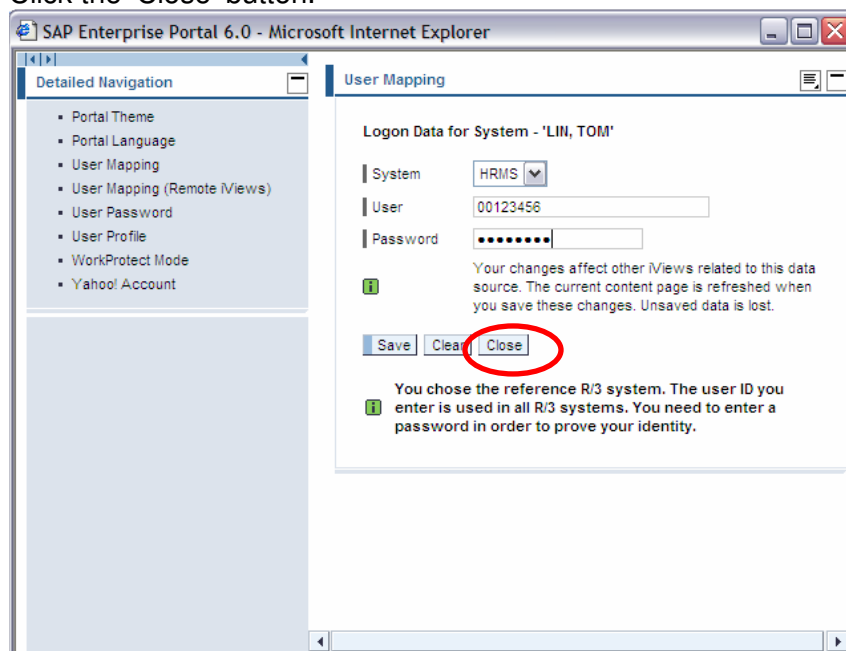 Click the 'Close' button.
SAP Enterprise Portal 6.0 - Microsoft Internet Explorer
Detailed Navigation
Portal Theme
Portal Language
User Mapping
User Mapping (Remote iViews)
User Password
User Profile
WorkProtect Mode
Yahoo! Account
User Mapping
Logon Data for System - 'LIN, TOM'
System HRMS
User 00123456
Password ••••••••
Your changes affect other iViews related to this data
source. The current content page is refreshed when
you save these changes. Unsaved data is lost.
Save Clear Close
You chose the reference R/3 system. The user ID you
enter is used in all R/3 systems. You need to enter a
password in order to prove your identity.